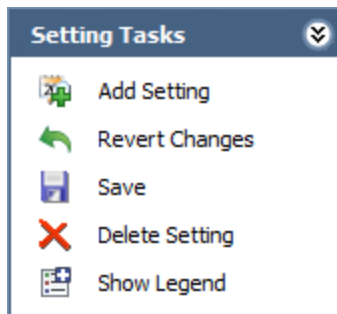 Setting Tasks
Add Setting
Revert Changes
Save
Delete Setting
Show Legend